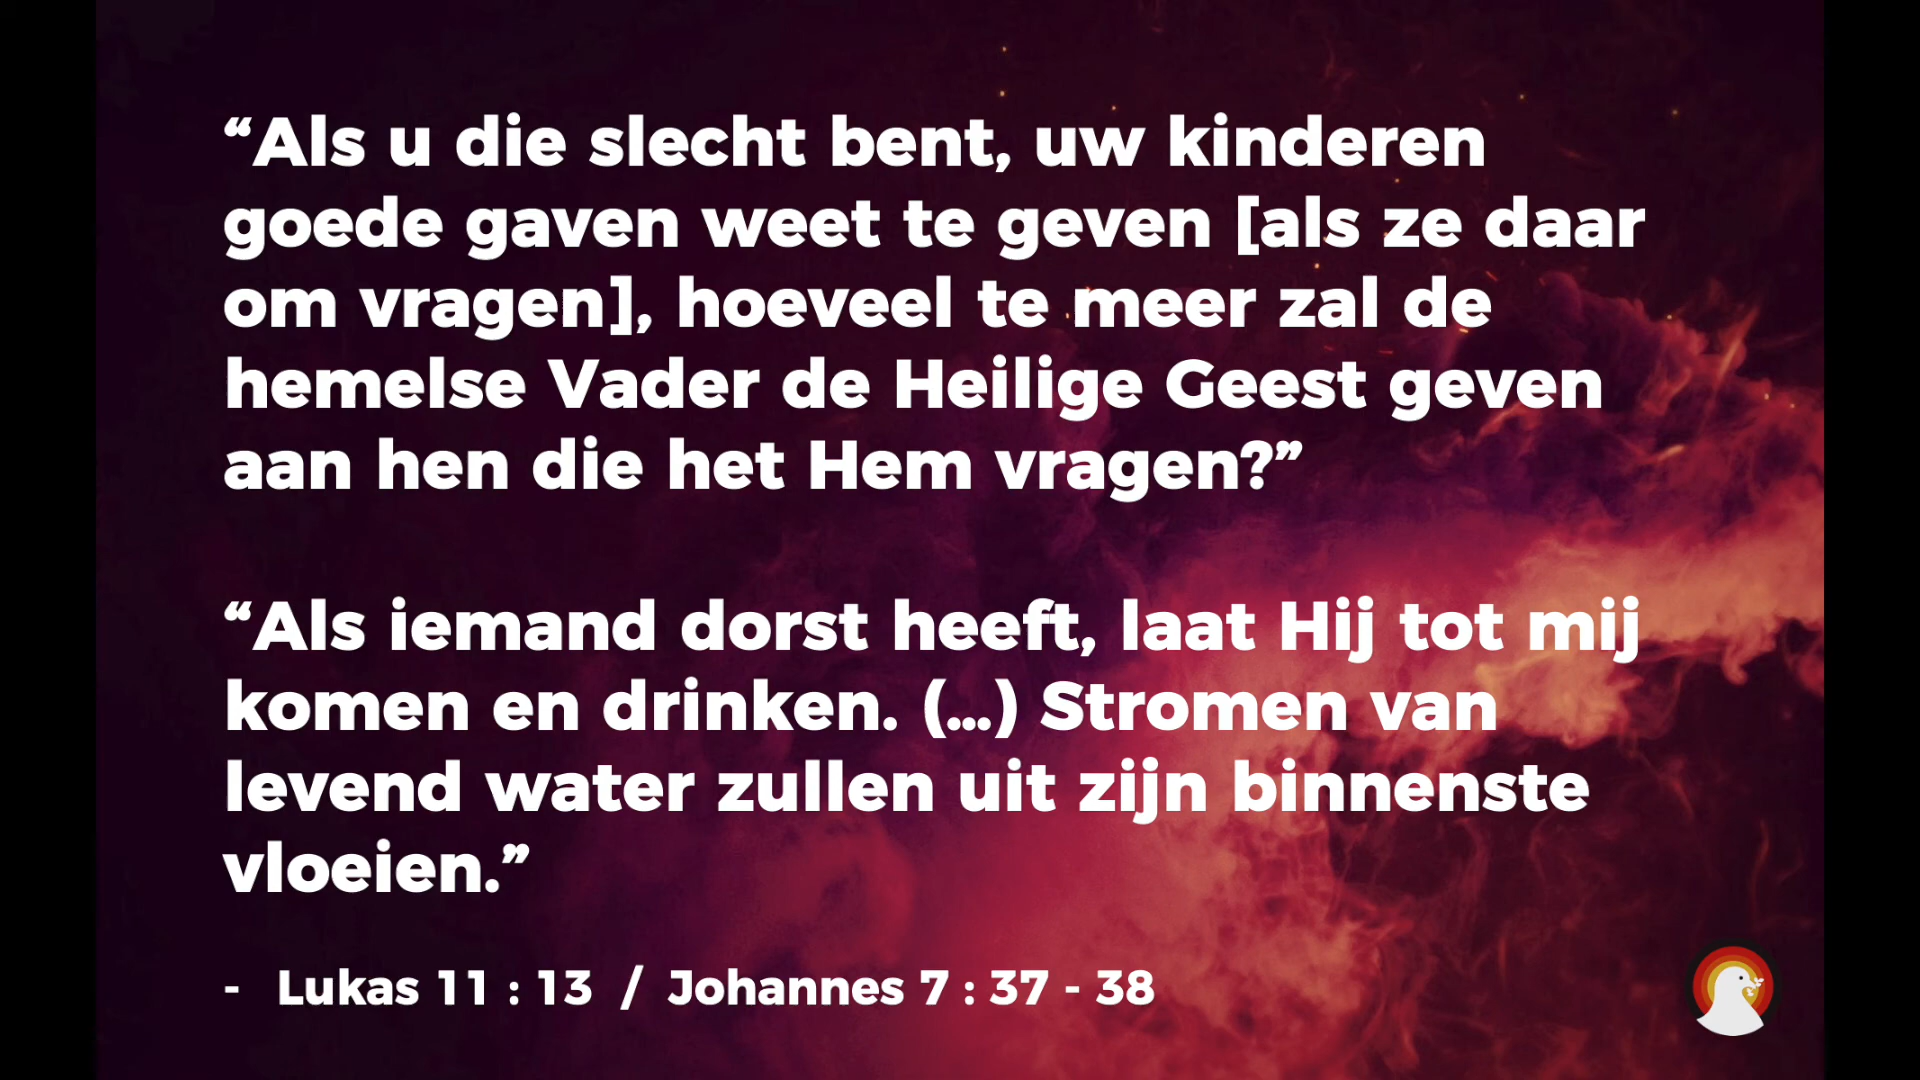 “Als u die slecht bent, uw kinderen
goede gaven weet te geven [als ze daar
om vragen], hoeveel te meer zal de
hemelse Vader de Heilige Geest geven
aan hen die het Hem vragen?”
“Als iemand dorst heeft, laat Hij tot mij
komen en drinken. (...) Stromen van
levend water zullen uit zijn binnenste
vloeien.”
- Lukas 11 : 13 / Johannes 7 : 37 - 38